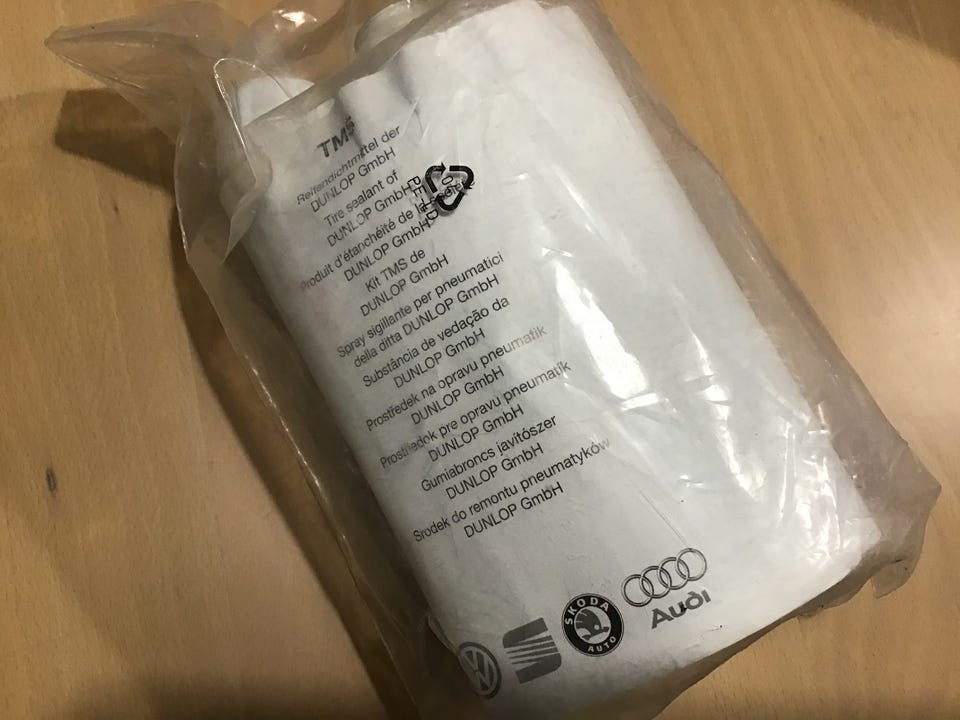 TMS
Reifendichtmittel der
DUNLOP GmbH
Tire sealant of
DUNLOP GmbH
Produit d'étanchéité de la
DUNLOP GmbH
Kit TMS de
DUNLOP GmbH
Spray sigillante per pneumatici
della ditta DUNLOP GmbH
Substância de vedação da
DUNLOP GmbH
Prostředek na opravu pneumatik
DUNLOP GmbH
Prostriedok pre opravu pneumatík
DUNLOP GmbH
Gumiabroncs javítószer
DUNLOP GmbH
Srodek do remontu pneumatyków
DUNLOP GmbH
VW
SKODA
AUTO
Audi